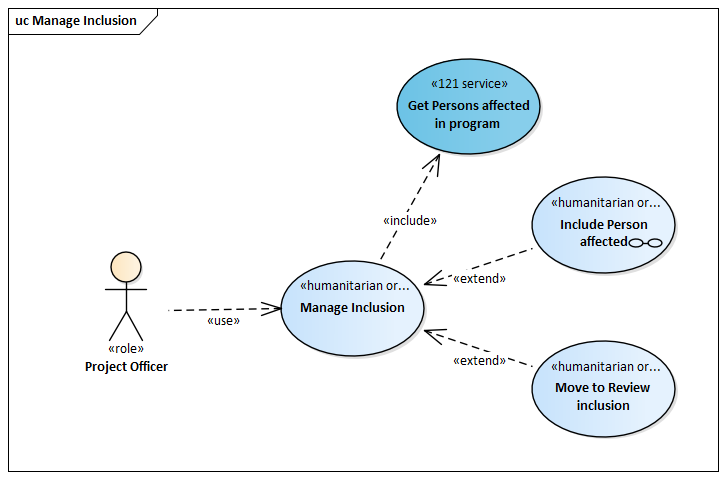 uc Manage Inclusion
«121 service»
Get Persons affected
in program
«humanitarian or...
Include Person
affected
«include»
«extend»
«humanitarian or...
Manage Inclusion
«use»
«role»
Project Officer
«extend»
«humanitarian or...
Move to Review
inclusion